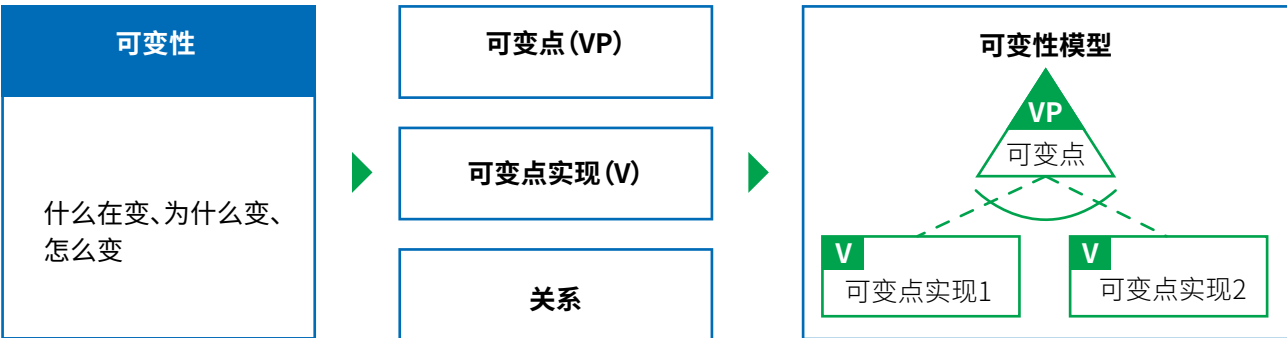 可变性
什么在变、为什么变、
怎么变
可变点（VP）
可变点实现（V）
关系
可变性模型
VP
可变点
V
可变点实现1
V
可变点实现2